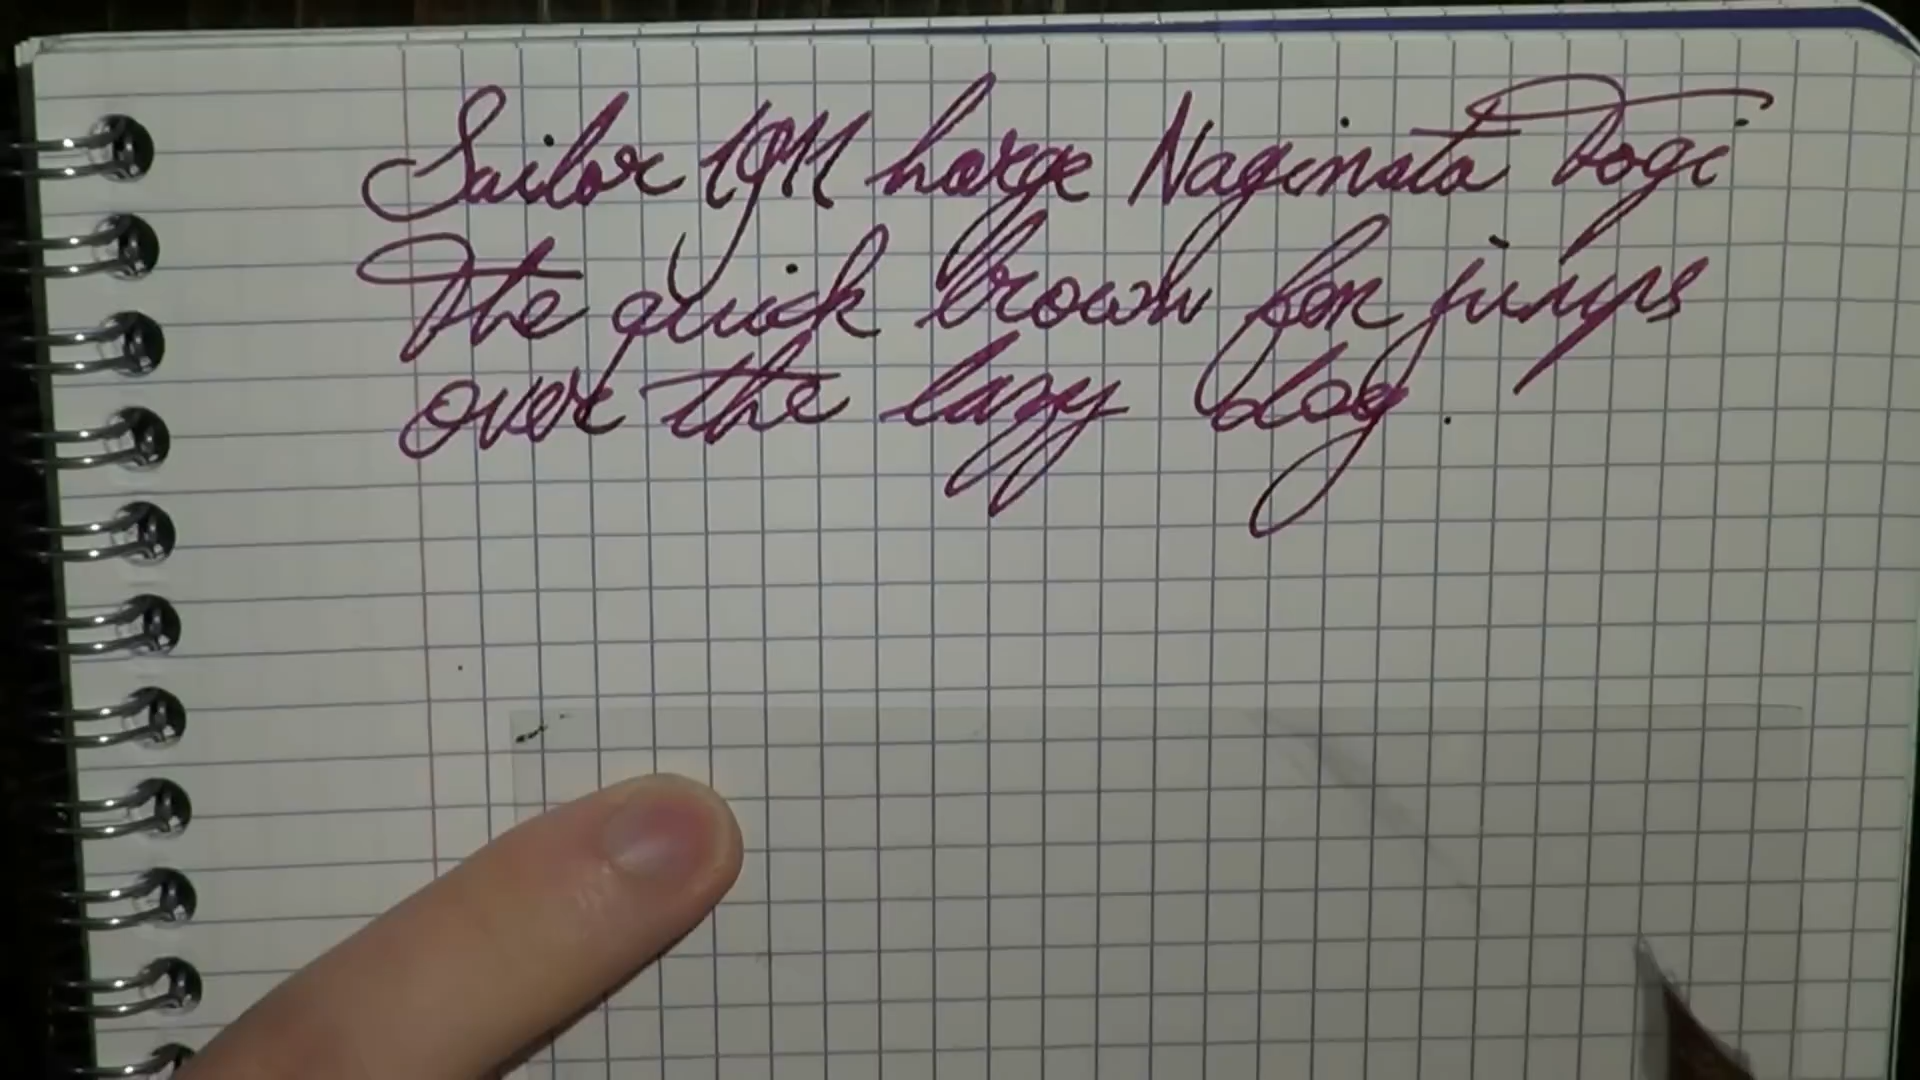 Sailor 1911 large Naginata Togi
The quick brown fox jumps
over the lazy dog.